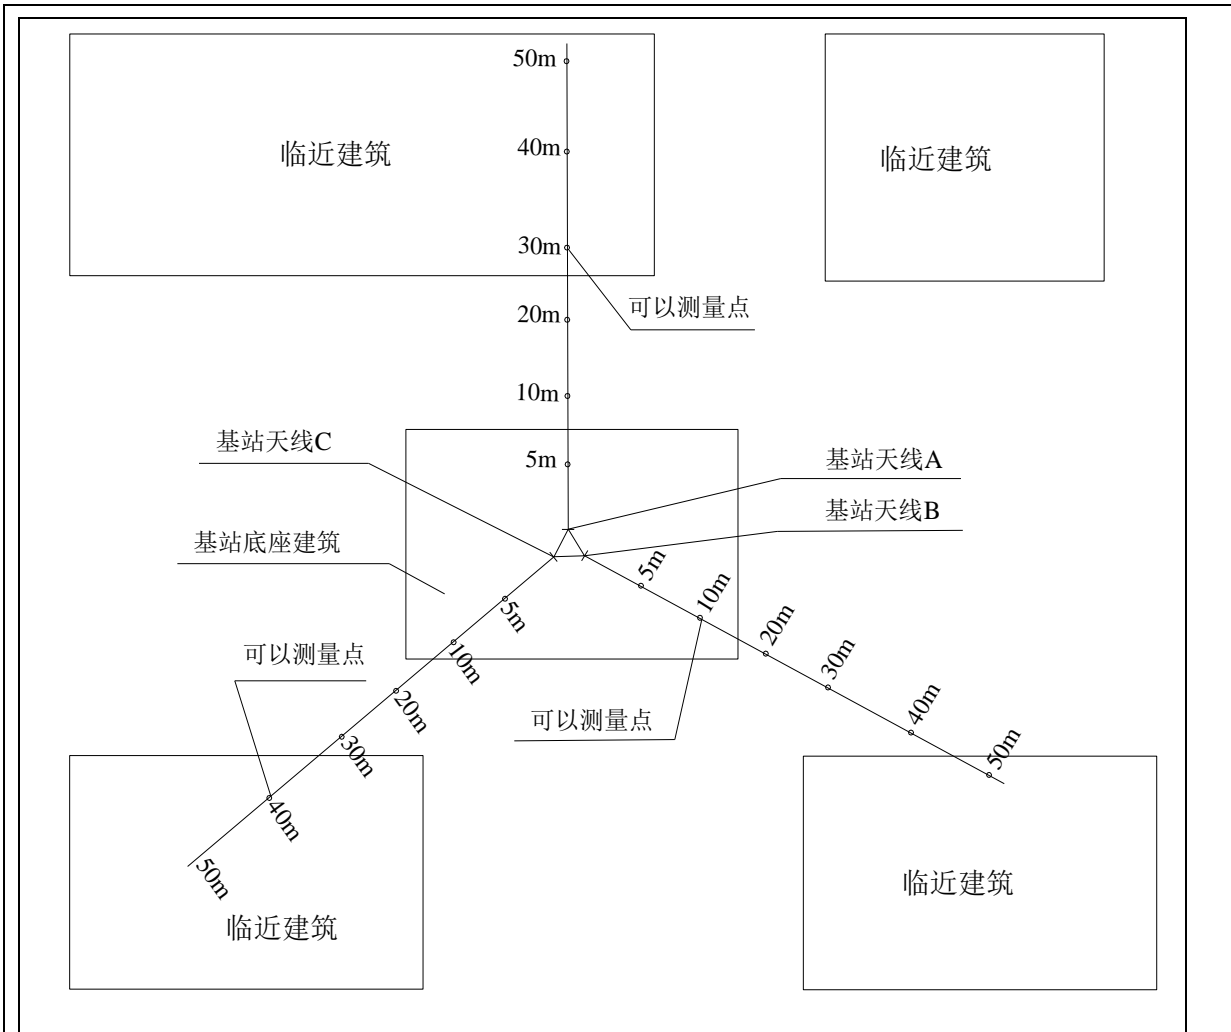 50m
临近建筑
40m
临近建筑
30m
可以测量点
20m
10m
基站天线C
5m
基站天线A
基站天线B
基站底座建筑
5m
5m
10m
可以测量点
10m
20m
20m
30m
可以测量点
30m
40m
50m
40m
50m
临近建筑
临近建筑